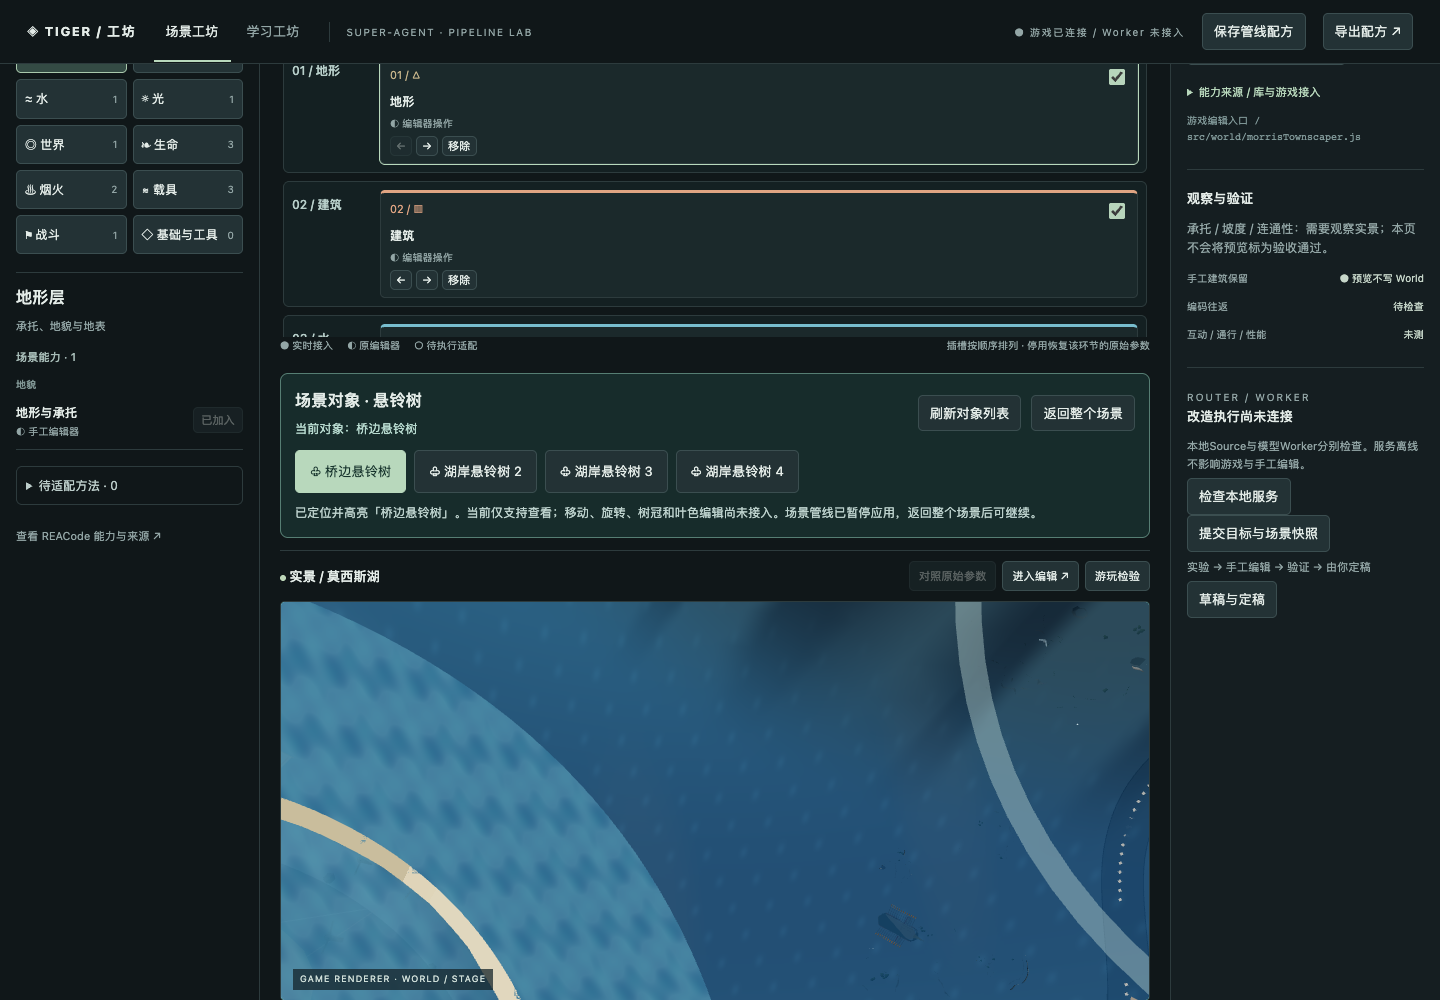 ◈ TIGER / 工坊
场景工坊
学习工坊
SUPER-AGENT · PIPELINE LAB
游戏已连接 / Worker 未接入
保存管线配方
导出配方 ↗
≈ 水 1
☼ 光 1
◎ 世界 1
❧ 生命 3
♨ 烟火 2
≋ 载具 3
⚑ 战斗 1
◇ 基础与工具 0
地形层
承托、地貌与地表
场景能力 · 1
地貌
地形与承托
◐ 手工编辑器
已加入
▶ 待适配方法 · 0
查看 REACode 能力与来源 ↗
01 / 地形
01 / △
地形
◐ 编辑器操作
← → 移除
02 / 建筑
02 / ▥
建筑
◐ 编辑器操作
← → 移除
● 实时接入 ◐ 原编辑器 ○ 待执行适配
插槽按顺序排列 · 停用恢复该环节的原始参数
场景对象 · 悬铃树
当前对象：桥边悬铃树
刷新对象列表
返回整个场景
♧ 桥边悬铃树
♧ 湖岸悬铃树 2
♧ 湖岸悬铃树 3
♧ 湖岸悬铃树 4
已定位并高亮「桥边悬铃树」。当前仅支持查看；移动、旋转、树冠和叶色编辑尚未接入。场景管线已暂停应用，返回整个场景后可继续。
● 实景 / 莫西斯湖
对照原始参数
进入编辑 ↗
游玩检验
GAME RENDERER · WORLD / STAGE
▶ 能力来源 / 库与游戏接入
游戏编辑入口 /
src/world/morrisTownscaper.js
观察与验证
承托 / 坡度 / 连通性：需要观察实景；本页
不会将预览标为验收通过。
手工建筑保留 ● 预览不写 World
编码往返 待检查
互动 / 通行 / 性能 未测
ROUTER / WORKER
改造执行尚未连接
本地Source与模型Worker分别检查。服务离线
不影响游戏与手工编辑。
检查本地服务
提交目标与场景快照
实验 → 手工编辑 → 验证 → 由你定稿
草稿与定稿